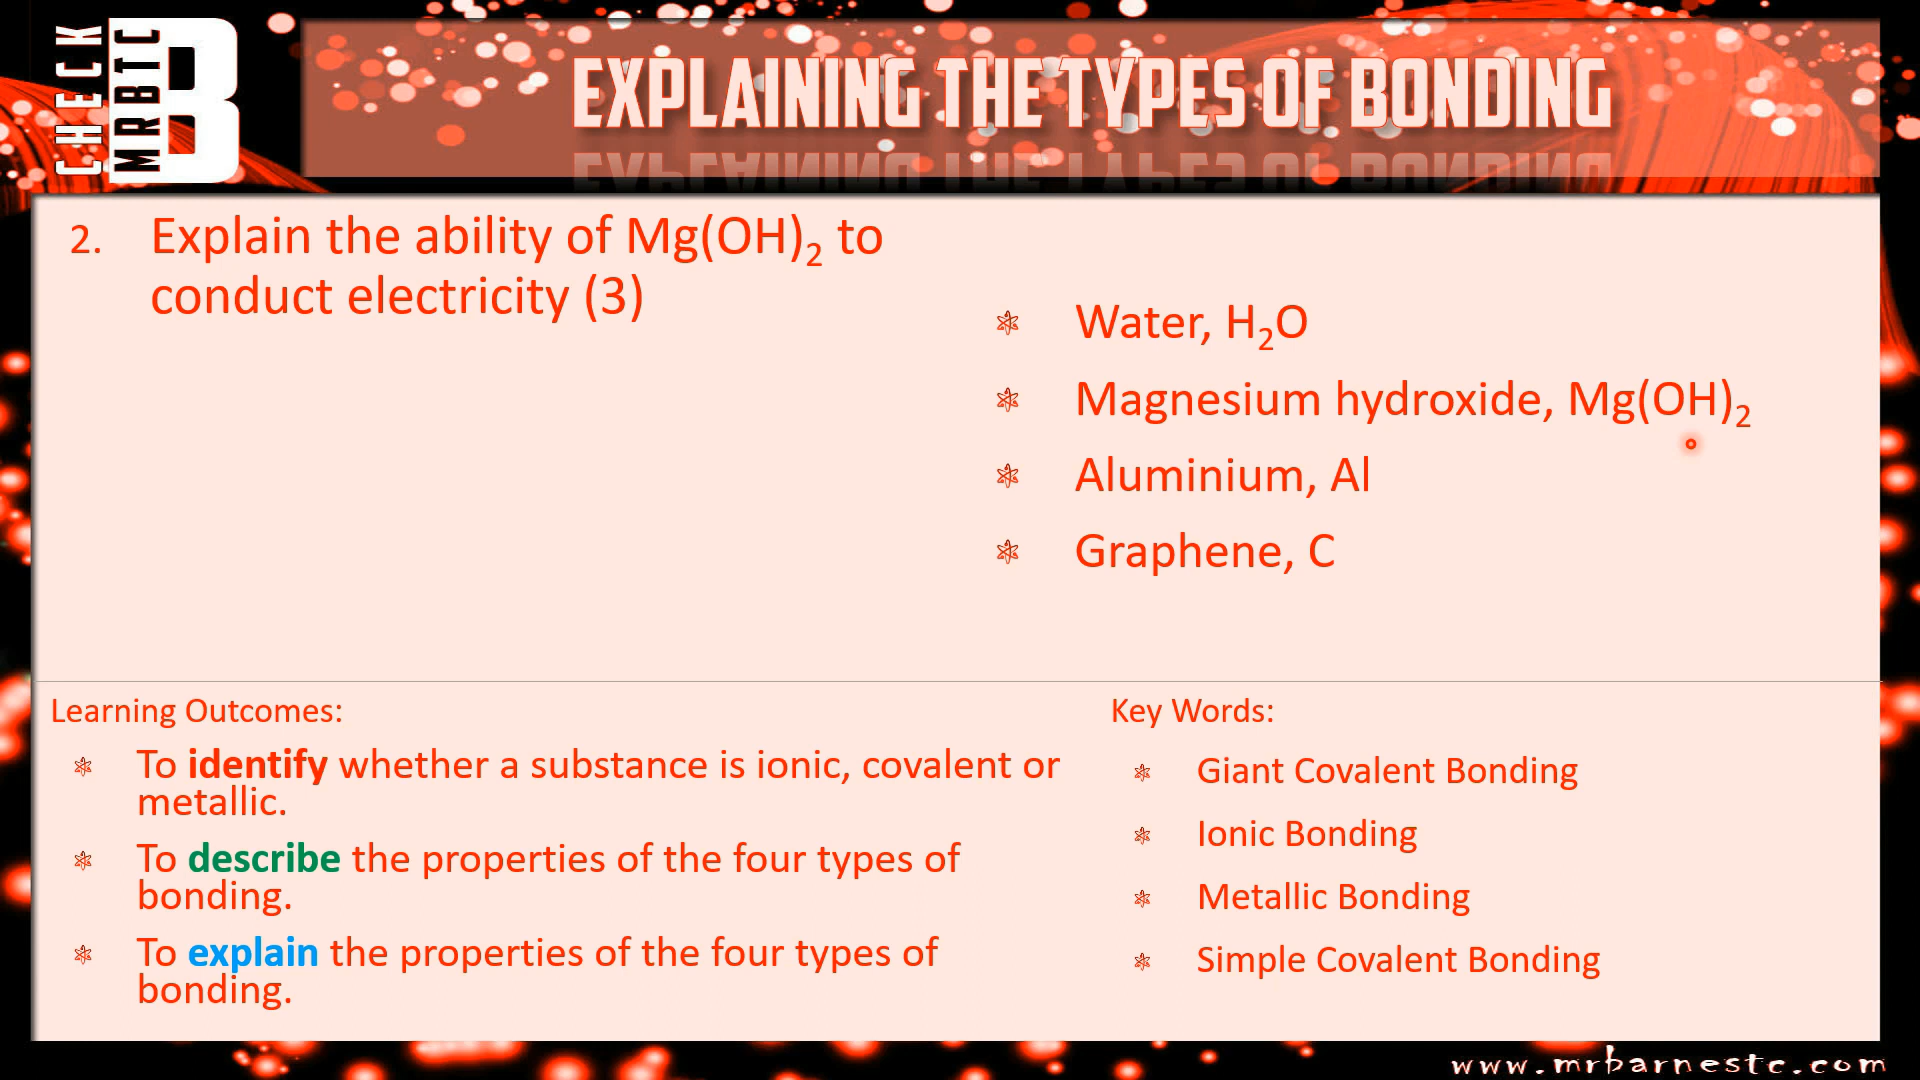 CHECK
MRBTC
B
EXPLAINING THE TYPES OF BONDING
2. Explain the ability of Mg(OH)₂ to
conduct electricity (3)
Water, H₂O
Magnesium hydroxide, Mg(OH)₂
Aluminium, Al
Graphene, C
Learning Outcomes:
To identify whether a substance is ionic, covalent or
metallic.
To describe the properties of the four types of
bonding.
To explain the properties of the four types of
bonding.
Key Words:
Giant Covalent Bonding
Ionic Bonding
Metallic Bonding
Simple Covalent Bonding
www.mrbarnestc.com